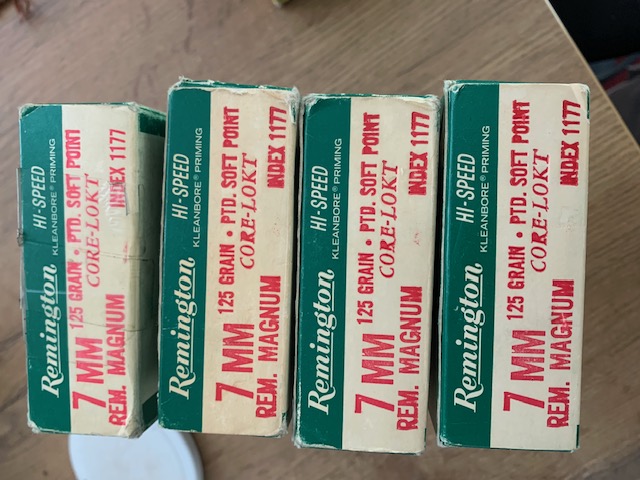 Remington HI-SPEED
KLEANBORE® PRIMING
7 MM 125 GRAIN • PTD. SOFT POINT
CORE-LOKT
REM. MAGNUM INDEX 1177
Remington HI-SPEED
KLEANBORE® PRIMING
7 MM 125 GRAIN • PTD. SOFT POINT
CORE-LOKT
REM. MAGNUM INDEX 1177
Remington HI-SPEED
KLEANBORE® PRIMING
7 MM 125 GRAIN • PTD. SOFT POINT
CORE-LOKT
REM. MAGNUM INDEX 1177
Remington HI-SPEED
KLEANBORE® PRIMING
7 MM 125 GRAIN • PTD. SOFT POINT
CORE-LOKT
REM. MAGNUM INDEX 1177